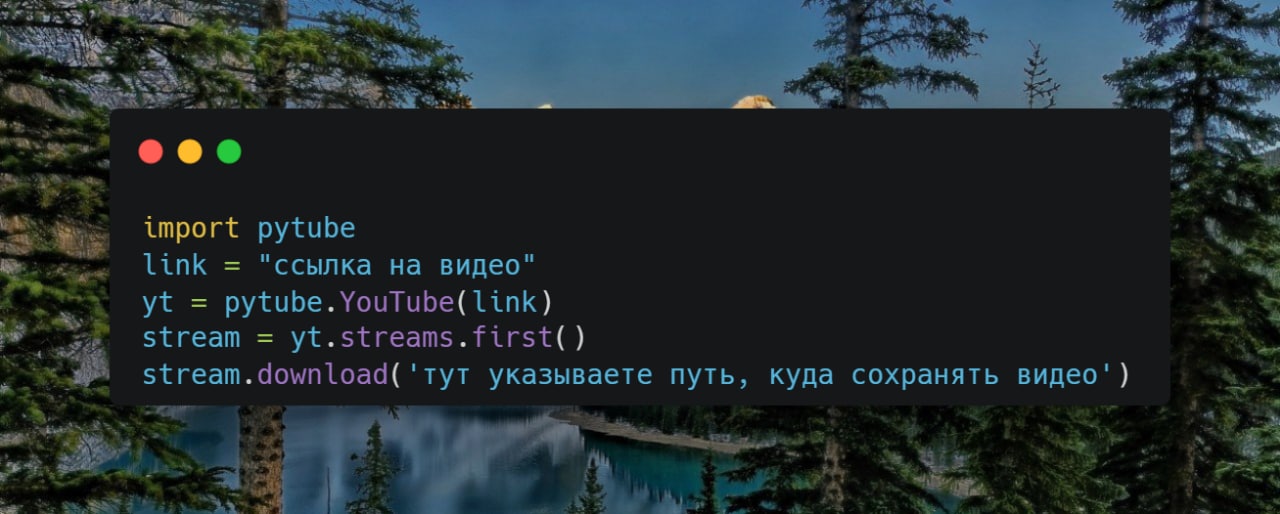 import pytube
link = "ссылка на видео"
yt = pytube.YouTube(link)
stream = yt.streams.first()
stream.download('тут указываете путь, куда сохранять видео')